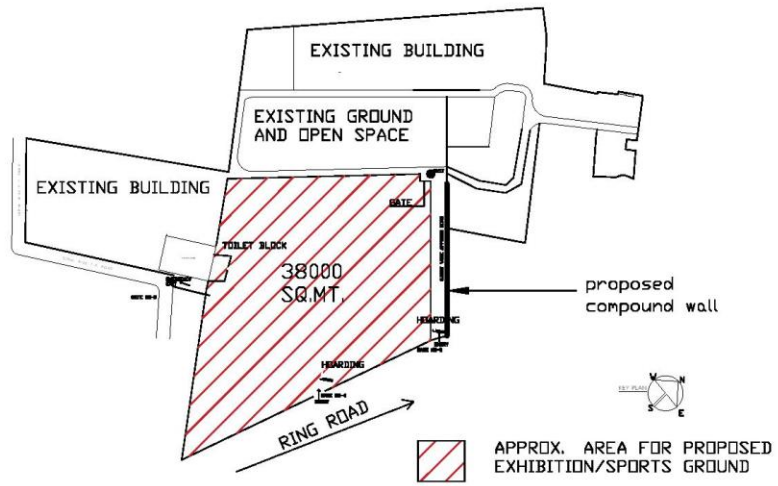 EXISTING BUILDING
EXISTING GROUND
AND OPEN SPACE
EXISTING BUILDING
GATE
TOILET BLOCK
38000
SQ.MT.
proposed
compound wall
HOARDING
HOARDING
RING ROAD
KEY PLAN
W
N
S
E
APPROX. AREA FOR PROPOSED
EXHIBITION/SPORTS GROUND